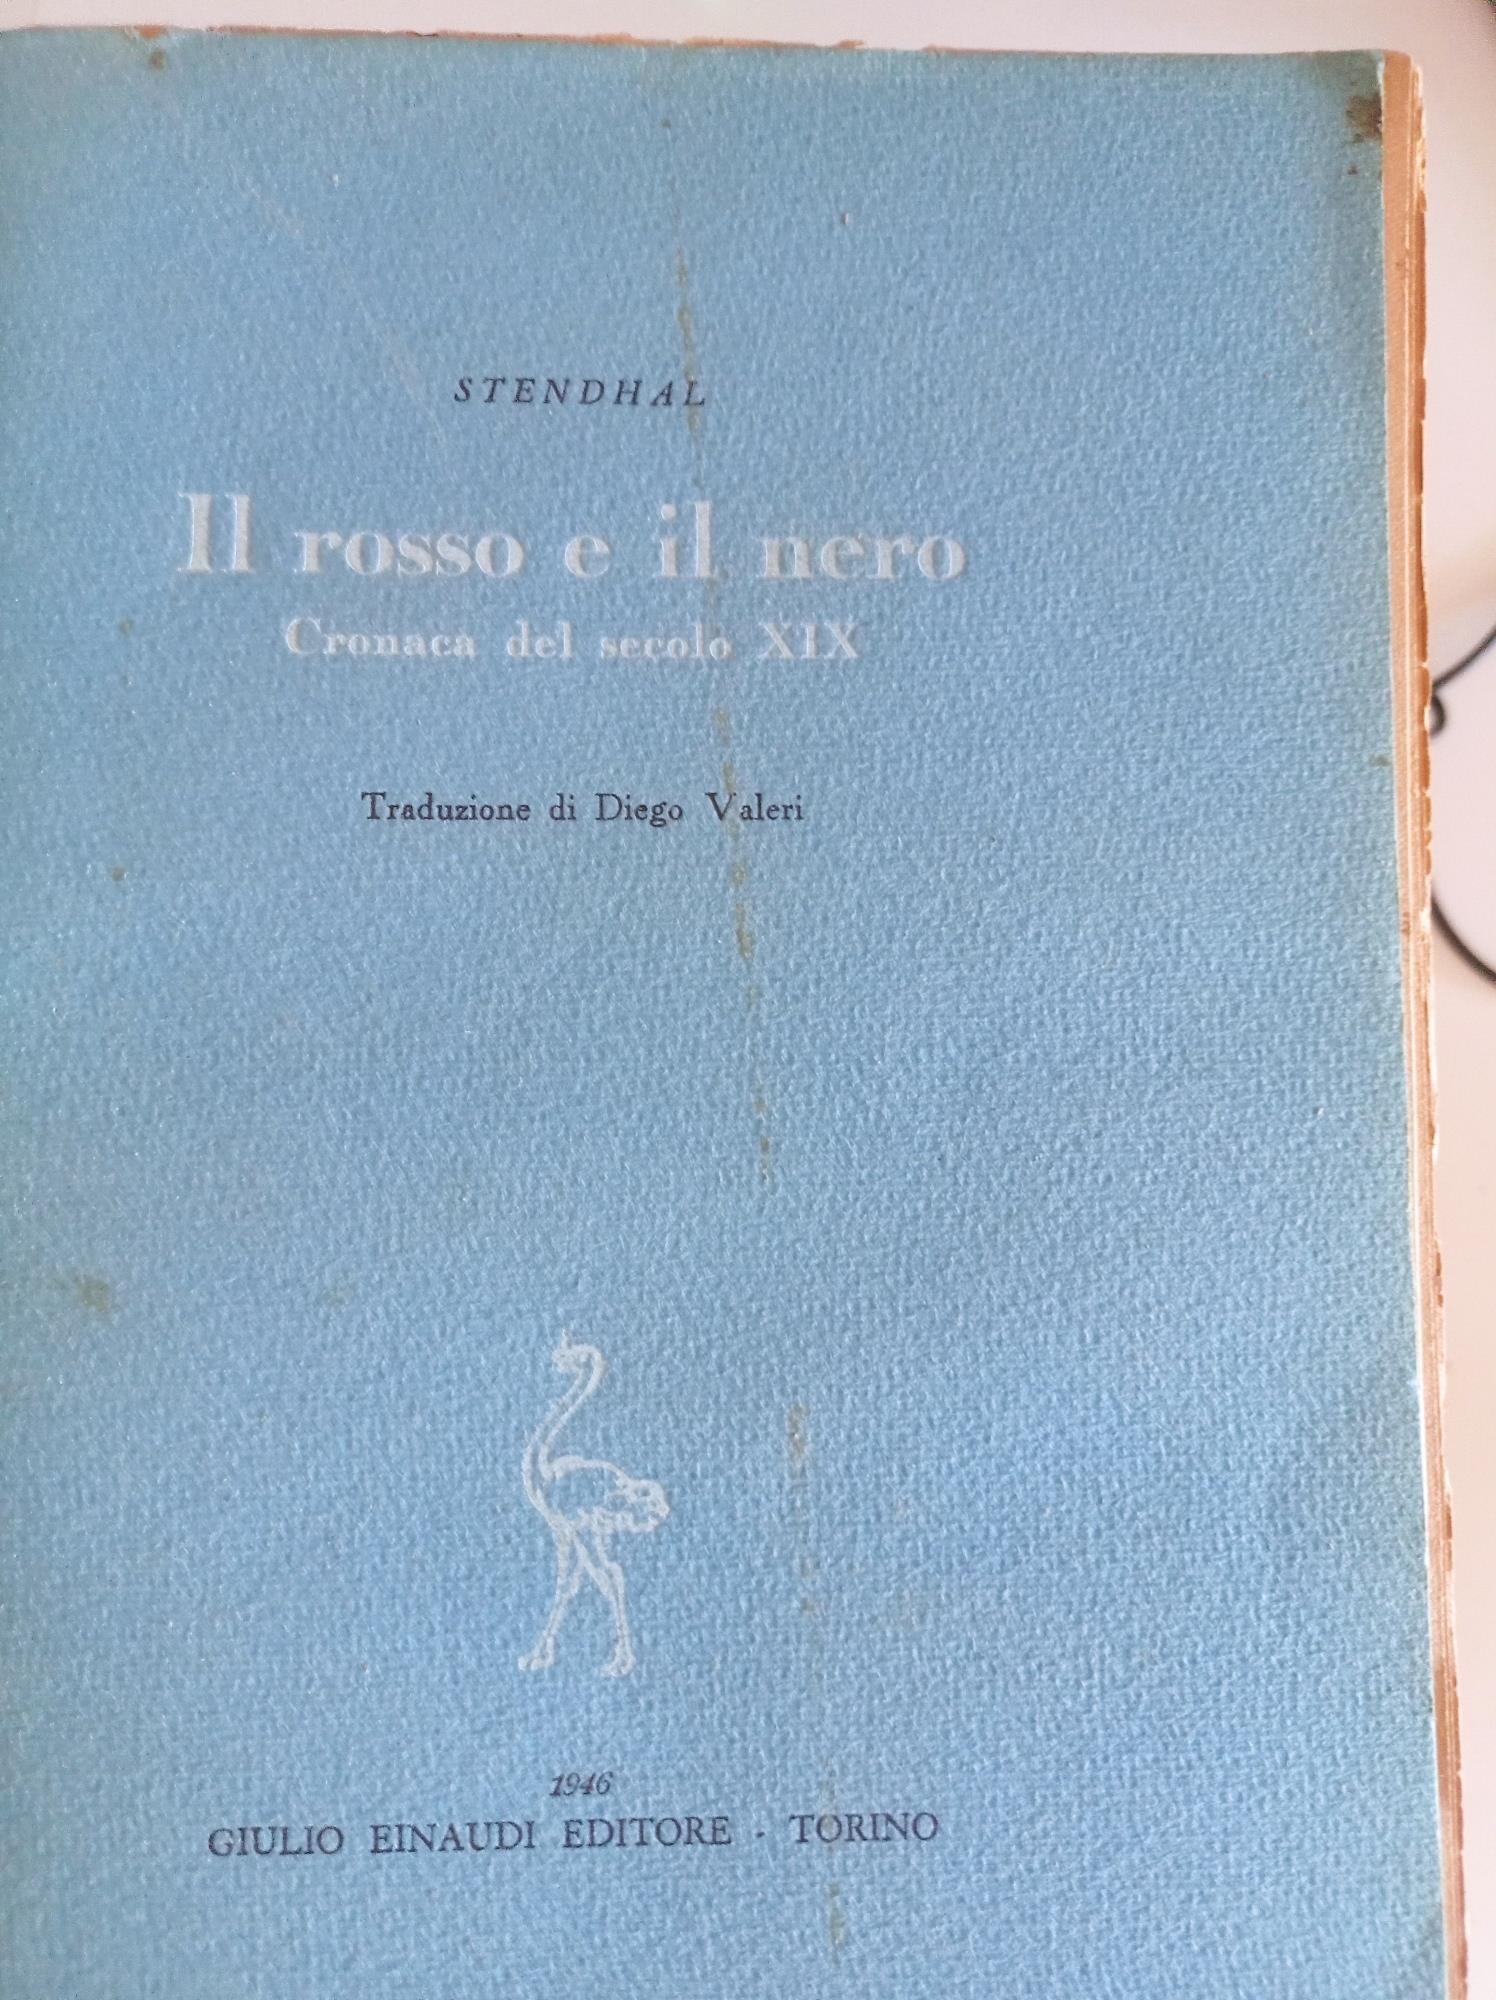 STENDHAL
Il rosso e il nero
Cronaca del secolo XIX
Traduzione di Diego Valeri
1946
GIULIO EINAUDI EDITORE - TORINO